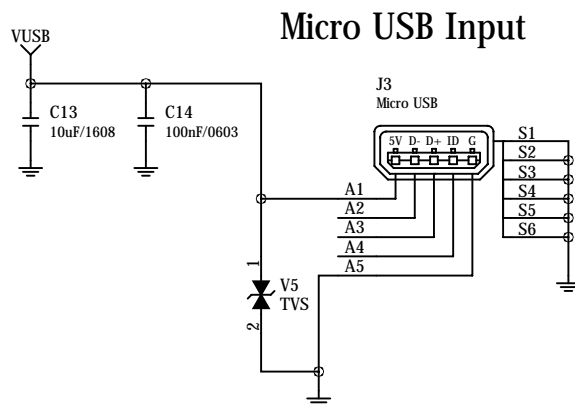 Micro USB Input
VUSB
C13
10uF/1608
C14
100nF/0603
J3
Micro USB
5V D- D+ ID G
S1
S2
S3
S4
S5
S6
A1
A2
A3
A4
A5
1
V5
TVS
2